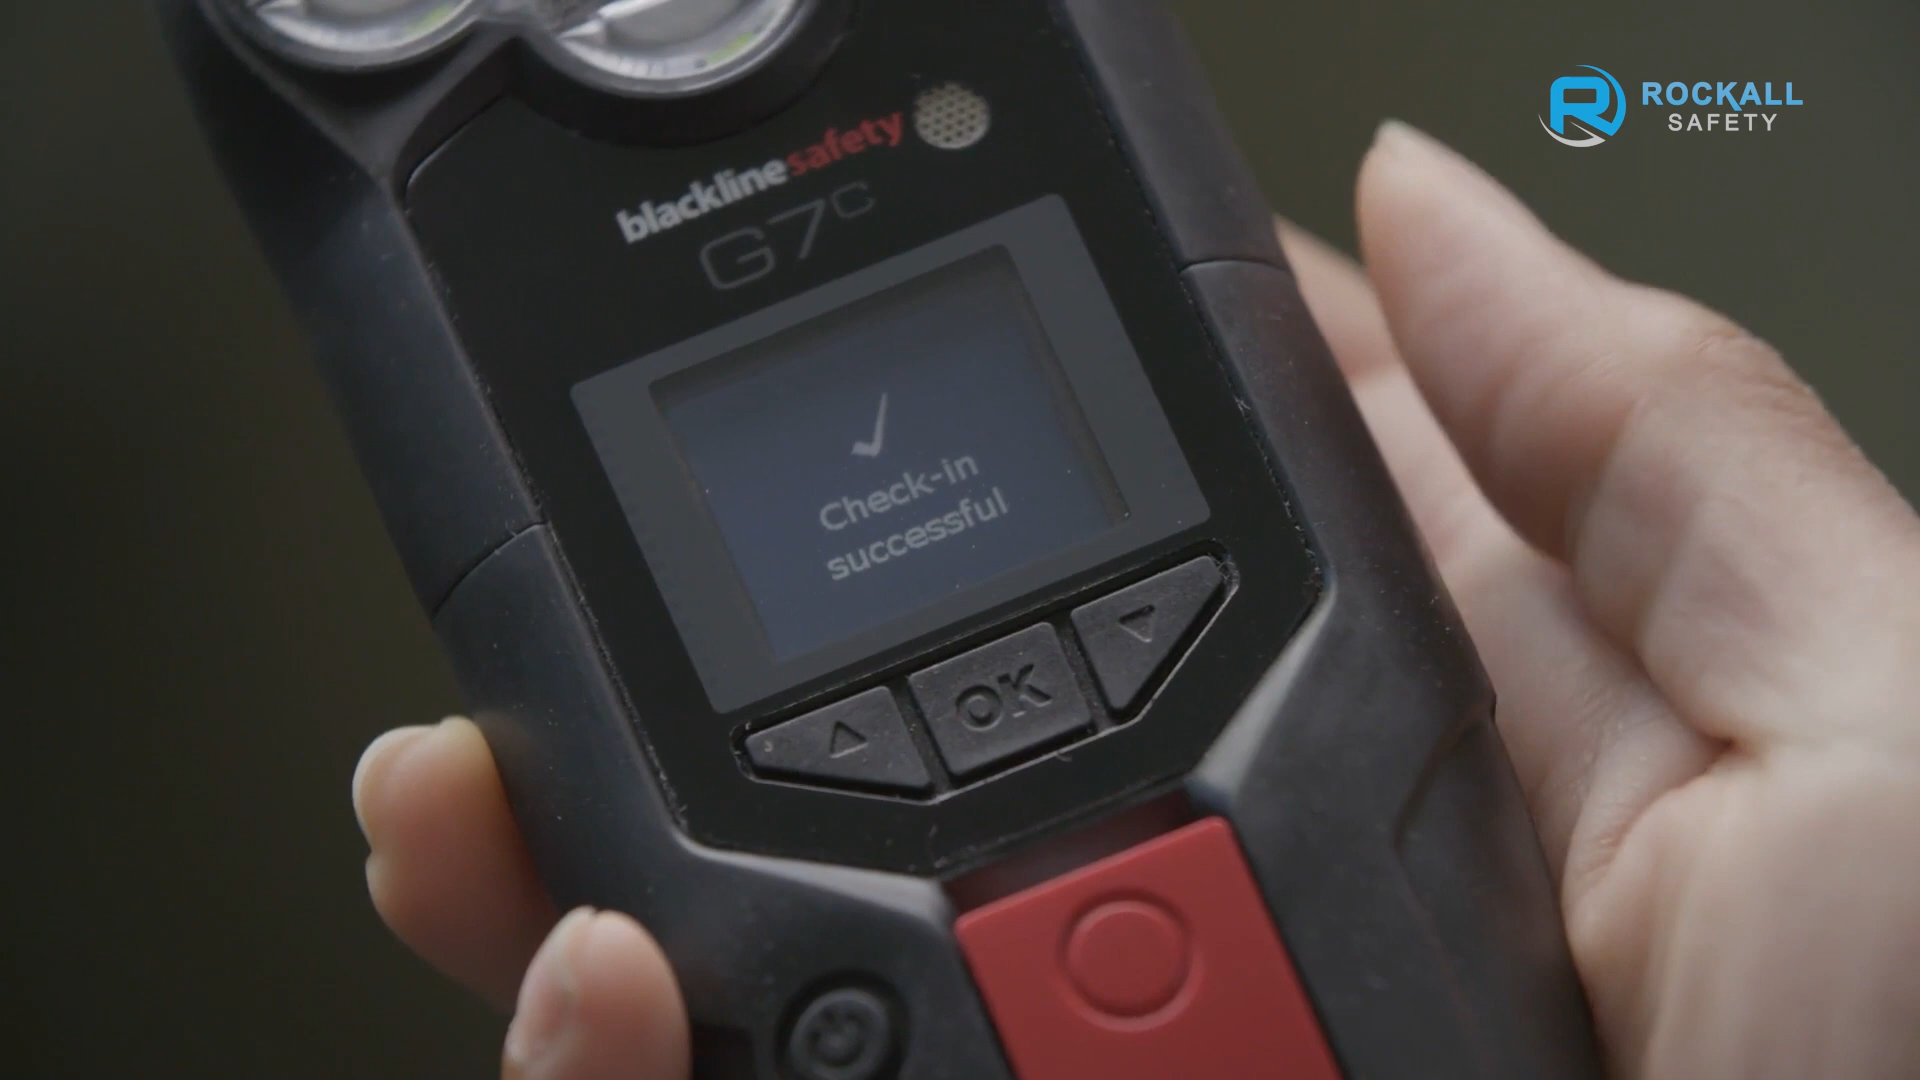 ROCKALL
SAFETY
blacklinesafety
G7c
✓
Check-in
successful
OK